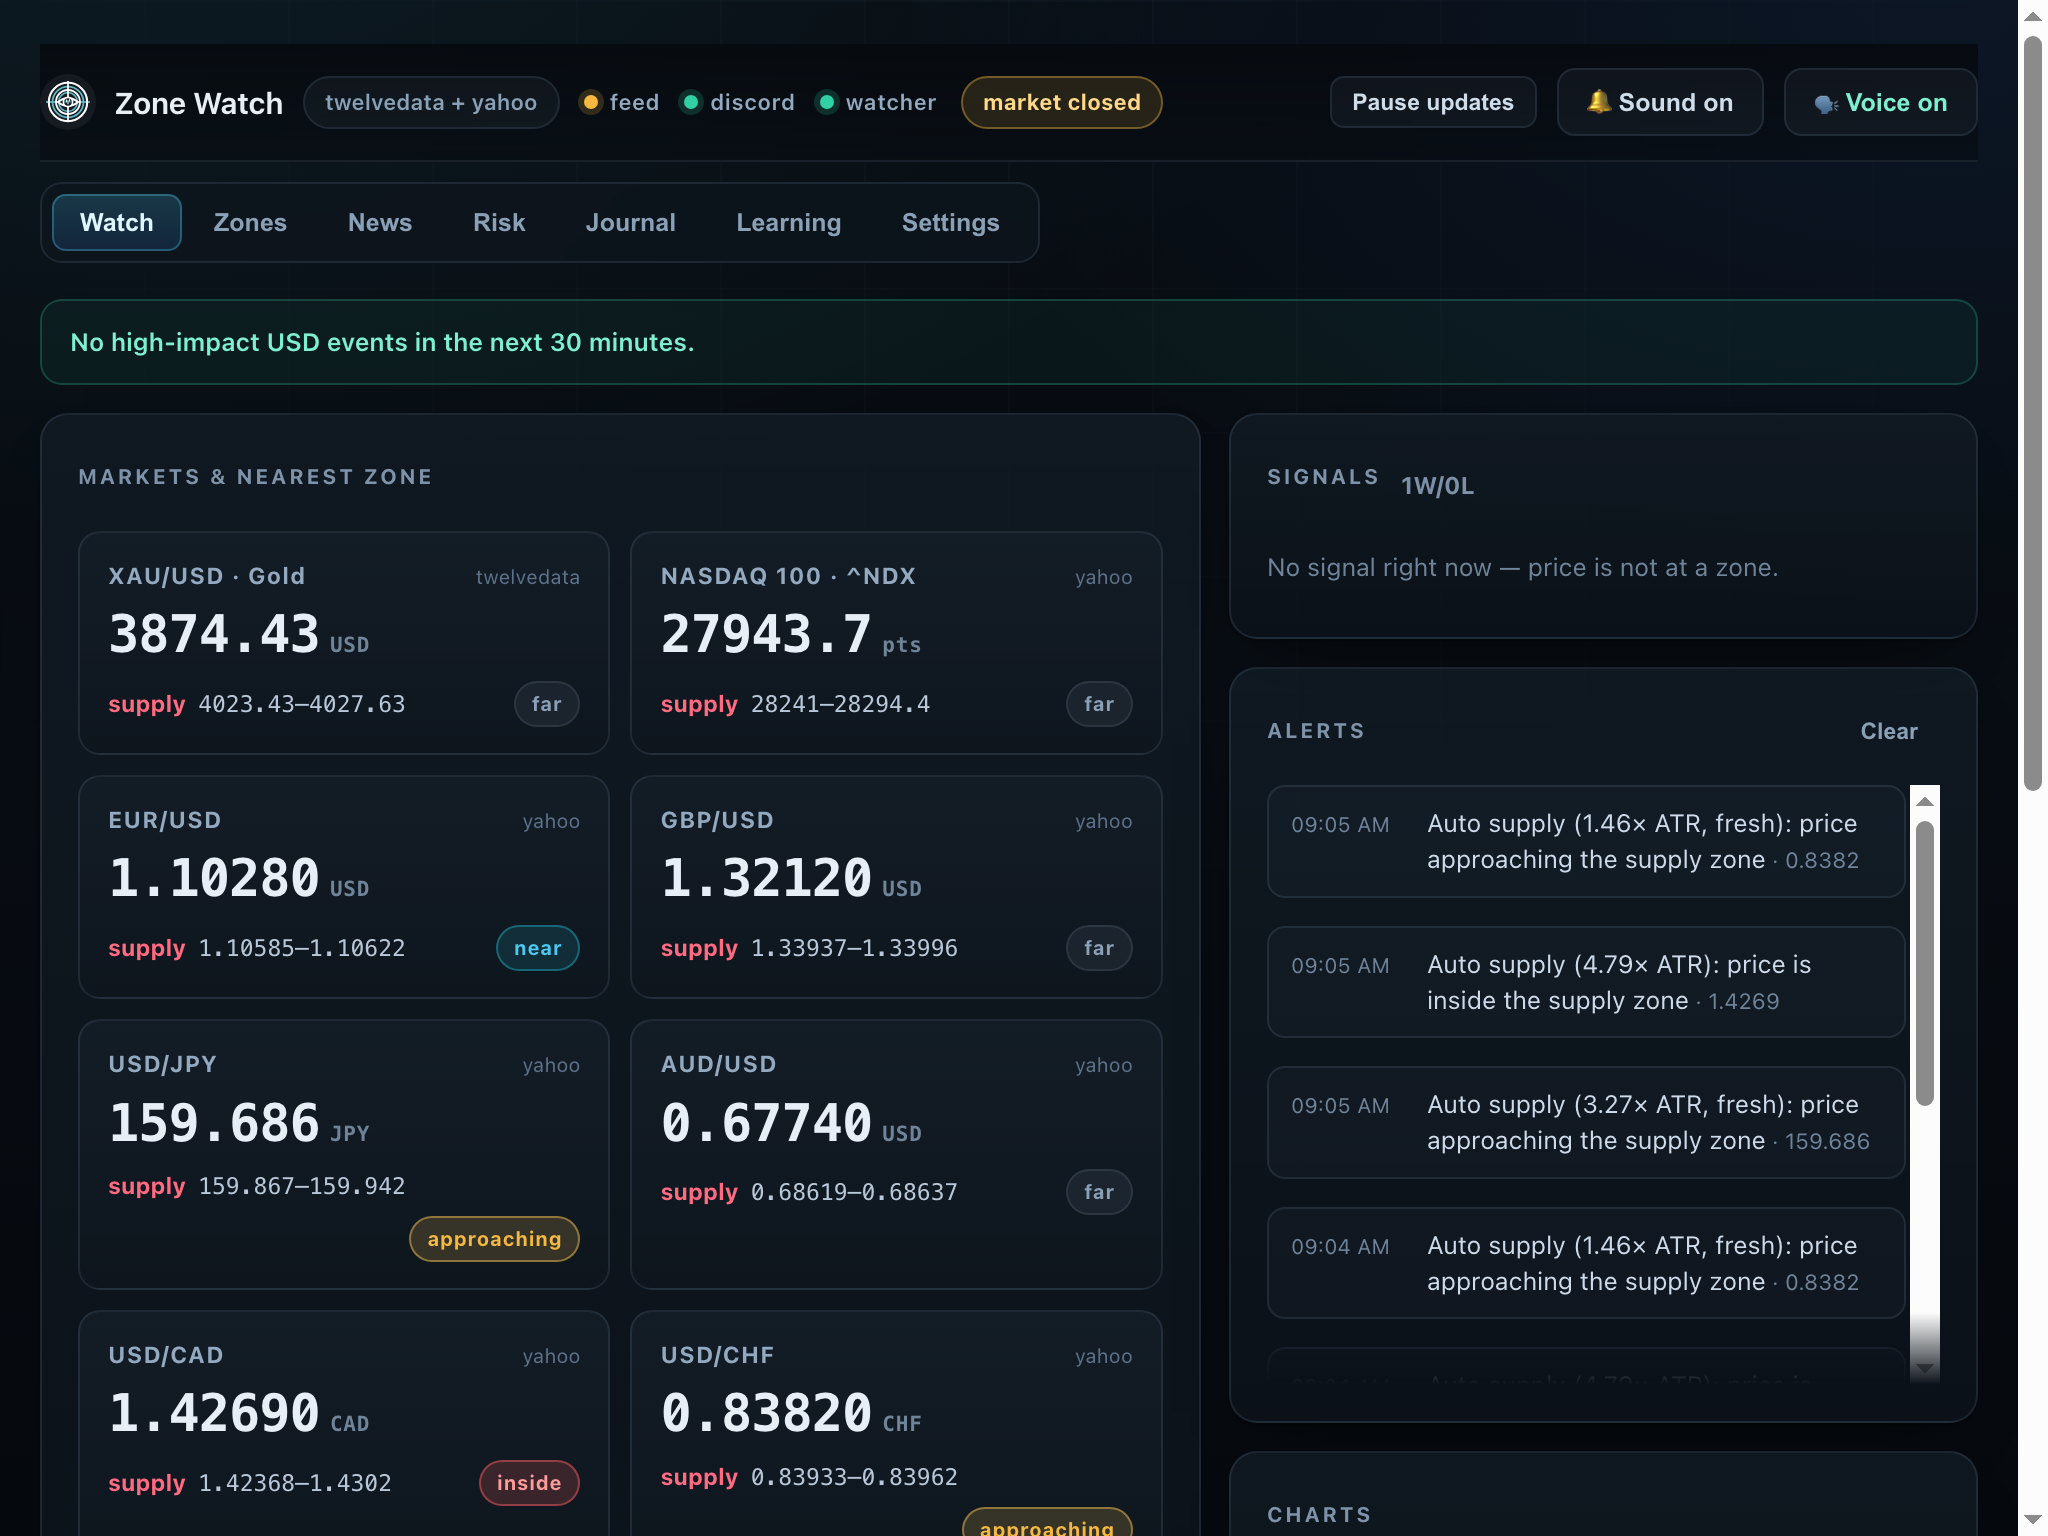 Zone Watch
twelvedata + yahoo
feed
discord
watcher
market closed
Pause updates
Sound on
Voice on
Watch
Zones
News
Risk
Journal
Learning
Settings
No high-impact USD events in the next 30 minutes.
MARKETS & NEAREST ZONE
XAU/USD · Gold
twelvedata
3874.43 USD
supply 4023.43–4027.63
far
NASDAQ 100 · ^NDX
yahoo
27943.7 pts
supply 28241–28294.4
far
EUR/USD
yahoo
1.10280 USD
supply 1.10585–1.10622
near
GBP/USD
yahoo
1.32120 USD
supply 1.33937–1.33996
far
USD/JPY
yahoo
159.686 JPY
supply 159.867–159.942
approaching
AUD/USD
yahoo
0.67740 USD
supply 0.68619–0.68637
far
USD/CAD
yahoo
1.42690 CAD
supply 1.42368–1.4302
inside
USD/CHF
yahoo
0.83820 CHF
supply 0.83933–0.83962
approaching
SIGNALS
1W/0L
No signal right now — price is not at a zone.
ALERTS
Clear
09:05 AM
Auto supply (1.46× ATR, fresh): price
approaching the supply zone · 0.8382
09:05 AM
Auto supply (4.79× ATR): price is
inside the supply zone · 1.4269
09:05 AM
Auto supply (3.27× ATR, fresh): price
approaching the supply zone · 159.686
09:04 AM
Auto supply (1.46× ATR, fresh): price
approaching the supply zone · 0.8382
Auto supply (4.79× ATR): price is
CHARTS